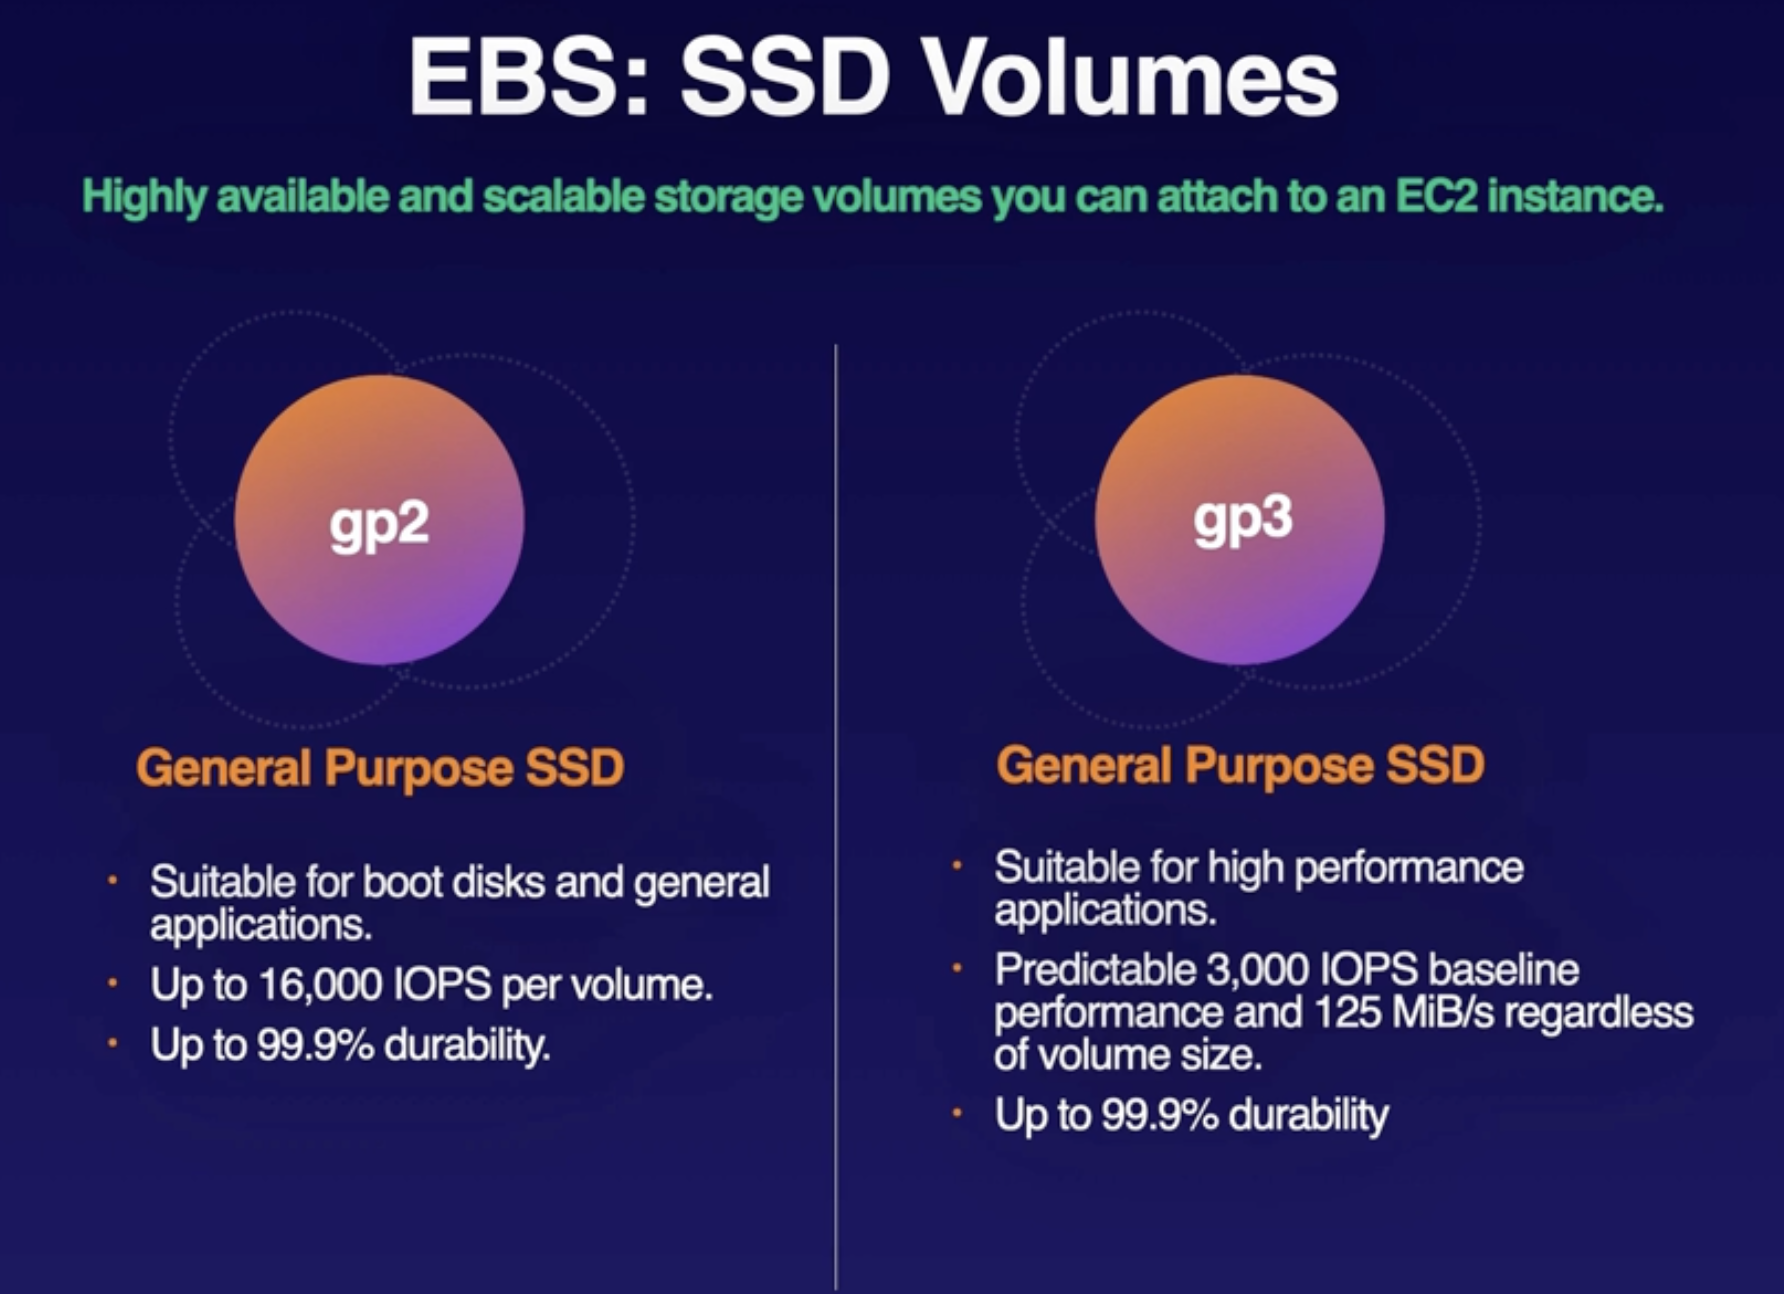 EBS: SSD Volumes
Highly available and scalable storage volumes you can attach to an EC2 instance.
gp2
General Purpose SSD
• Suitable for boot disks and general
applications.
• Up to 16,000 IOPS per volume.
• Up to 99.9% durability.
gp3
General Purpose SSD
• Suitable for high performance
applications.
• Predictable 3,000 IOPS baseline
performance and 125 MiB/s regardless
of volume size.
• Up to 99.9% durability